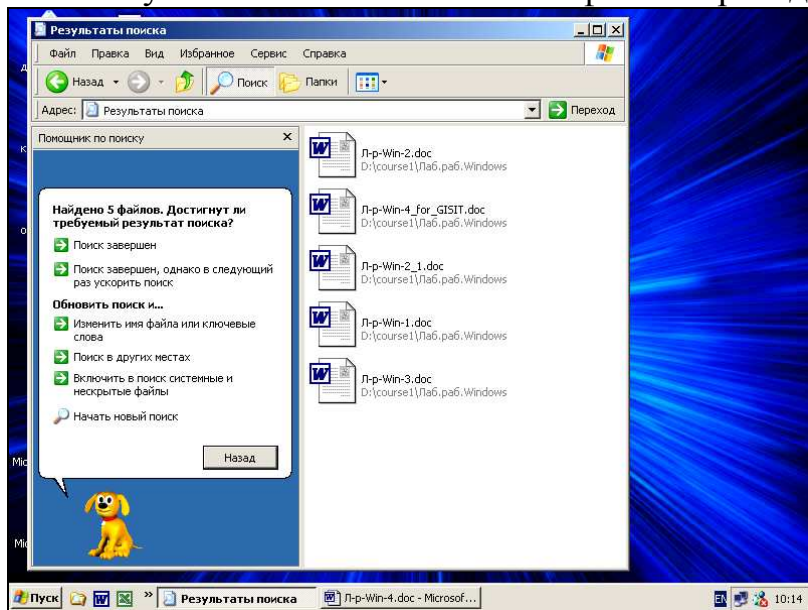 Результаты поиска
Файл Правка Вид Избранное Сервис Справка
Назад Поиск Папки
Адрес: Результаты поиска Переход
Помощник по поиску
Найдено 5 файлов. Достигнут ли
требуемый результат поиска?
Поиск завершен
Поиск завершен, однако в следующий
раз ускорить поиск
Обновить поиск и...
Изменить имя файла или ключевые
слова
Поиск в других местах
Включить в поиск системные и
нескрытые файлы
Начать новый поиск
Назад
Л-р-Win-2.doc
D:\course1\Лаб.раб.Windows
Л-р-Win-4_for_GISIT.doc
D:\course1\Лаб.раб.Windows
Л-р-Win-2_1.doc
D:\course1\Лаб.раб.Windows
Л-р-Win-1.doc
D:\course1\Лаб.раб.Windows
Л-р-Win-3.doc
D:\course1\Лаб.раб.Windows
Пуск » Результаты поиска Л-р-Win-4.doc - Microsof... EN 10:14